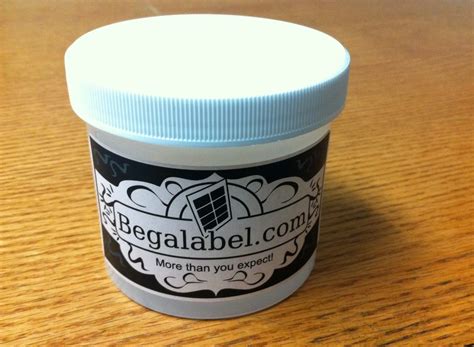 Begalabel.com
More than you expect!